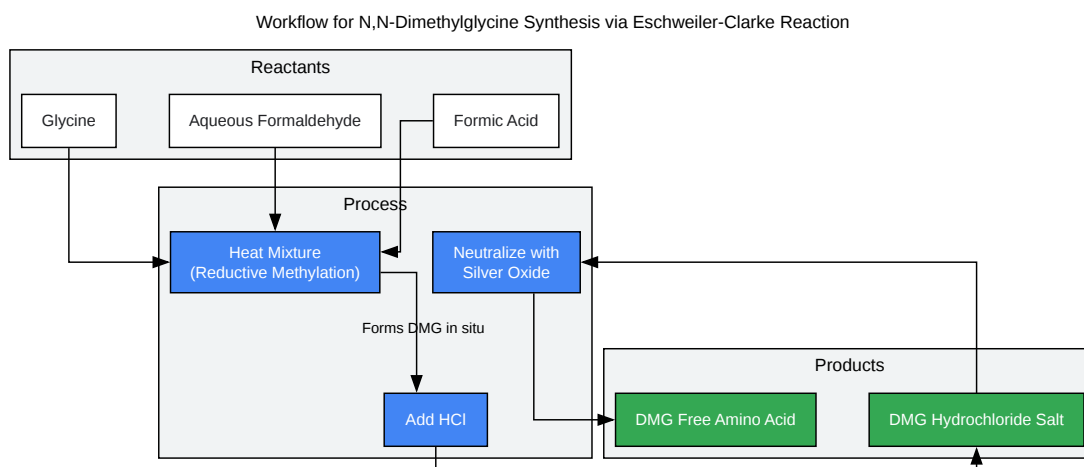 Workflow for N,N-Dimethylglycine Synthesis via Eschweiler-Clarke Reaction
Reactants
Glycine
Aqueous Formaldehyde
Formic Acid
Process
Heat Mixture
(Reductive Methylation)
Neutralize with
Silver Oxide
Forms DMG in situ
Products
Add HCl
DMG Free Amino Acid
DMG Hydrochloride Salt